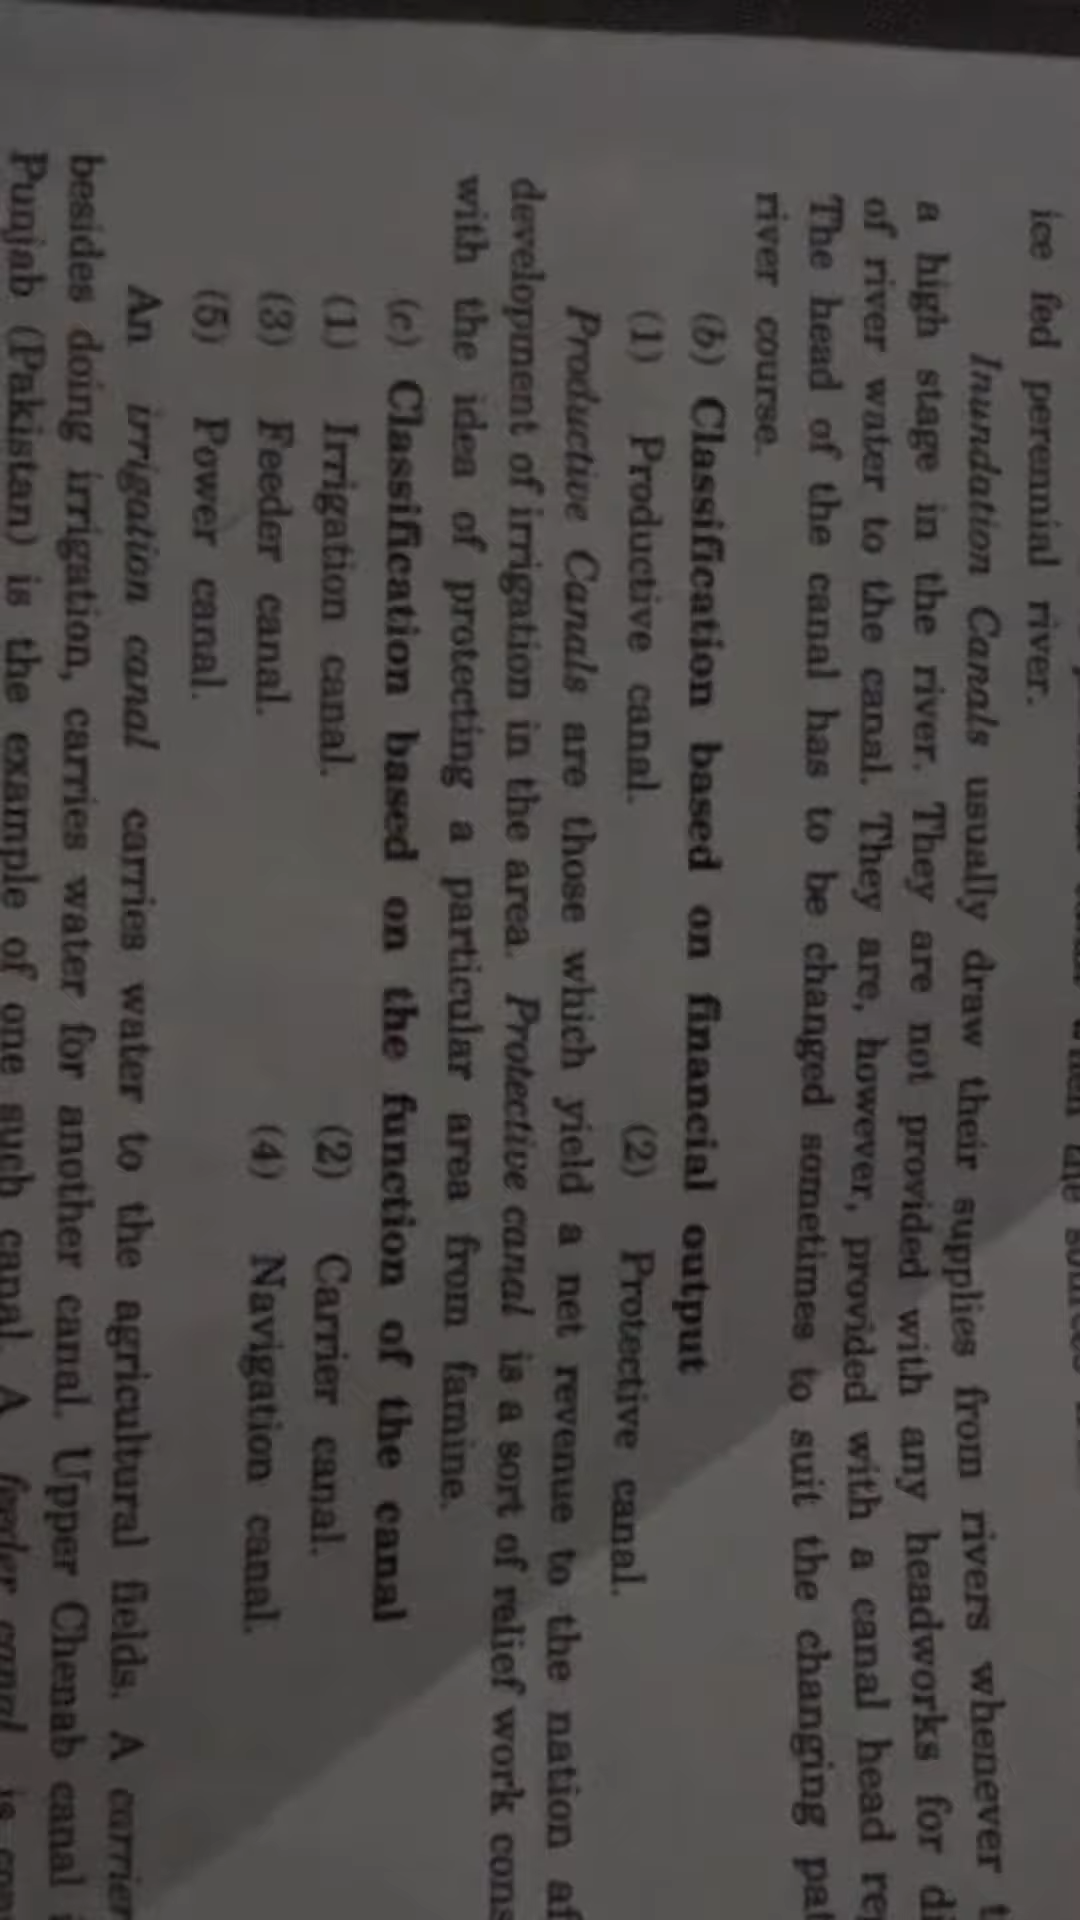 ice fed perennial river.
Inundation Canals usually draw their supplies from rivers whenever
a high stage in the river. They are not provided with any headworks for
of river water to the canal. They are, however, provided with a canal head
The head of the canal has to be changed sometimes to suit the changing
river course.
(b) Classification based on financial output
(1) Productive canal. (2) Protective canal.
Productive Canals are those which yield a net revenue to the nation
development of irrigation in the area. Protective canal is a sort of relief work
with the idea of protecting a particular area from famine.
(c) Classification based on the function of the canal
(1) Irrigation canal. (2) Carrier canal.
(3) Feeder canal. (4) Navigation canal.
(5) Power canal.
An irrigation canal carries water to the agricultural fields. A carrier
besides doing irrigation, carries water for another canal. Upper Chenab canal
Punjab (Pakistan) is the example of one such canal. A feeder canal is